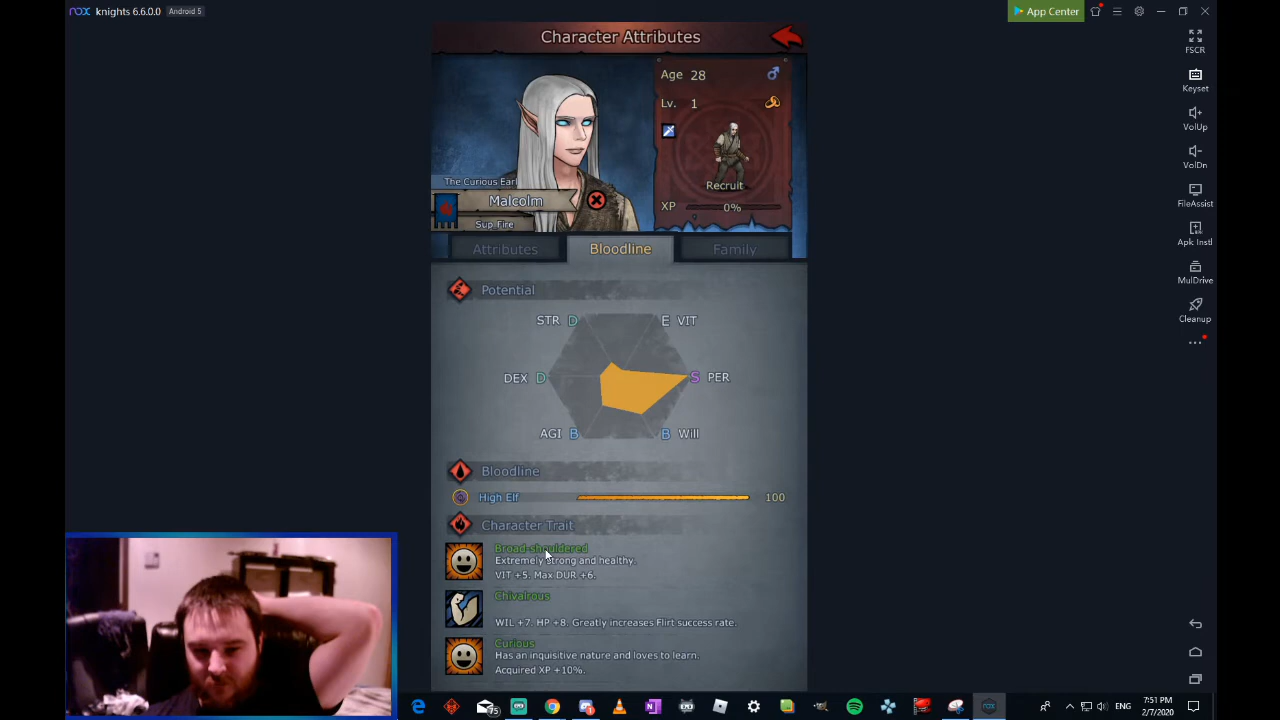 nox knights 6.6.0.0 Android 5
App Center
Character Attributes
Age 28
Lv. 1
Recruit
XP 0%
The Curious Earl
Malcolm
Sup.Fire
Attributes Bloodline Family
Potential
STR D E VIT
DEX D S PER
AGI B B Will
Bloodline
High Elf 100
Character Trait
Broad-shouldered
Extremely strong and healthy.
VIT +5. Max DUR +6.
Chivalrous
WIL +7. HP +8. Greatly increases Flirt success rate.
Curious
Has an inquisitive nature and loves to learn.
Acquired XP +10%.
FSCR
Keyset
VolUp
VolDn
FileAssist
Apk Instl
MulDrive
Cleanup
75
ENG
7:51 PM
2/7/2020